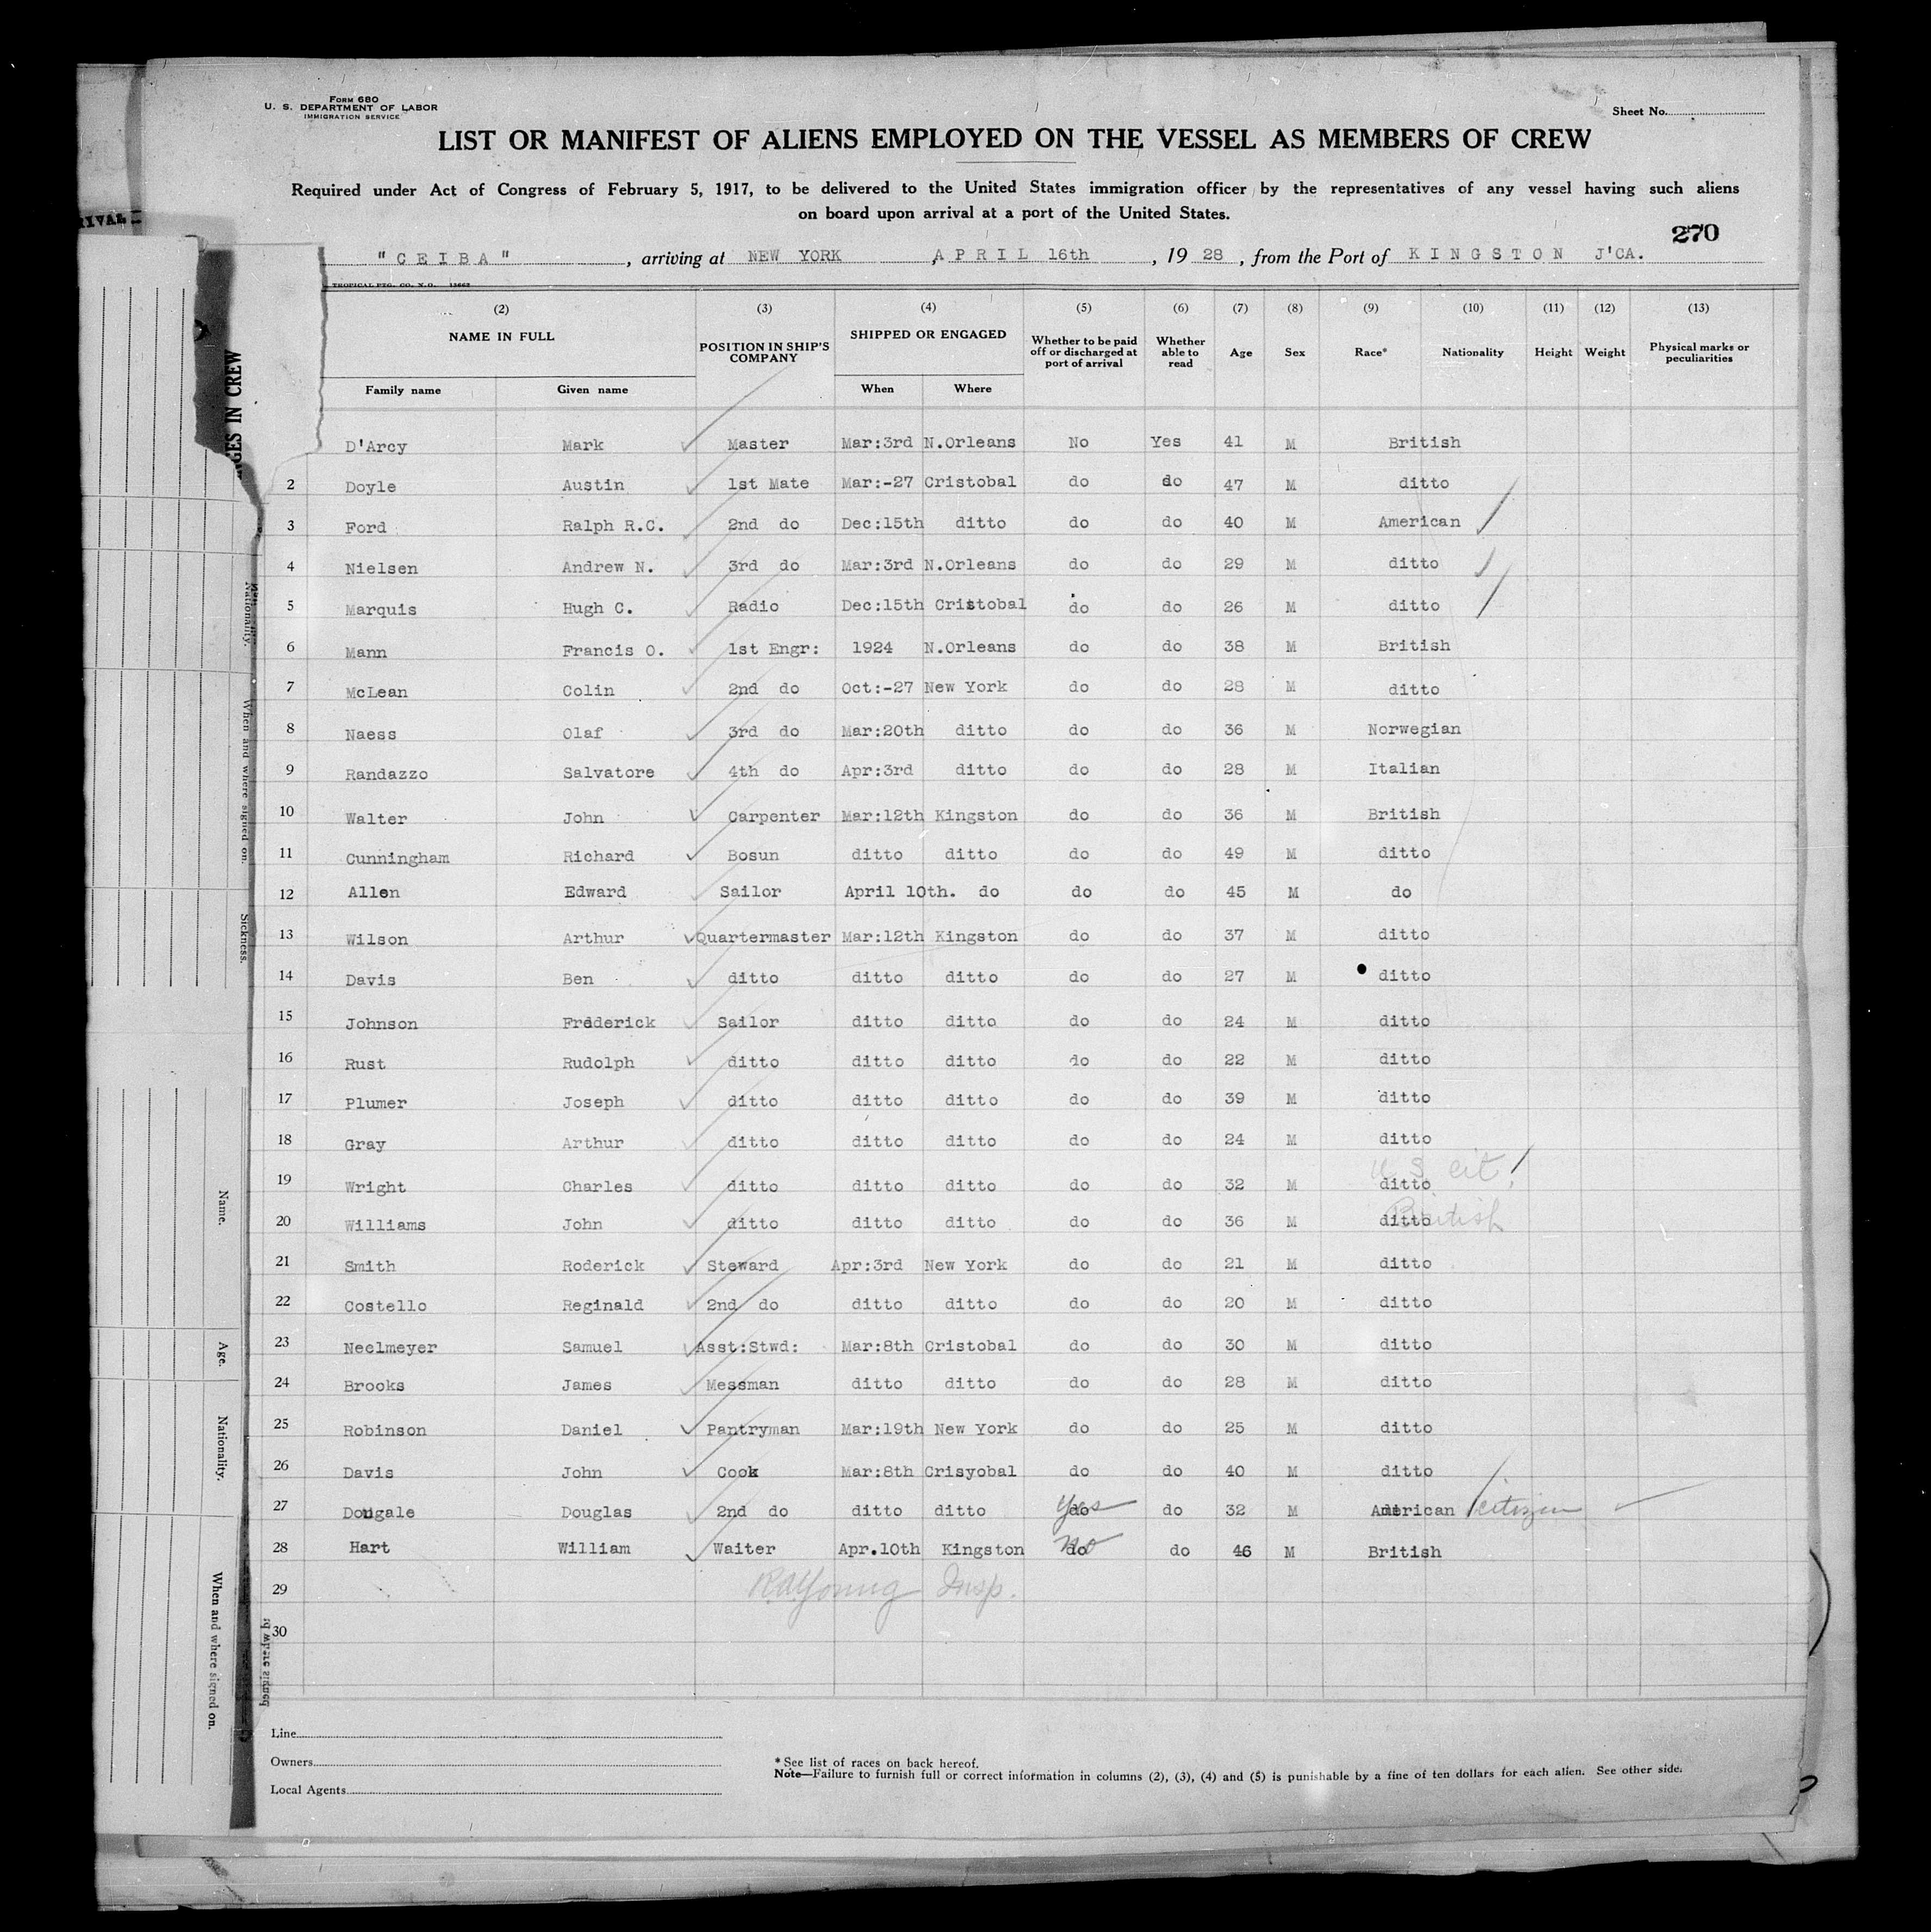 Form 680
U. S. DEPARTMENT OF LABOR
IMMIGRATION SERVICE
Sheet No.
LIST OR MANIFEST OF ALIENS EMPLOYED ON THE VESSEL AS MEMBERS OF CREW
Required under Act of Congress of February 5, 1917, to be delivered to the United States immigration officer by the representatives of any vessel having such aliens
on board upon arrival at a port of the United States.
270
"CEIBA", arriving at NEW YORK, APRIL 16th, 1928, from the Port of KINGSTON J'CA.
TROPICAL PTG. CO. N.O. 13662
(2) (3) (4) (5) (6) (7) (8) (9) (10) (11) (12) (13)
NAME IN FULL POSITION IN SHIP'S COMPANY SHIPPED OR ENGAGED Whether to be paid off or discharged at port of arrival Whether able to read Age Sex Race* Nationality Height Weight Physical marks or peculiarities
Family name Given name When Where
D'Arcy Mark Master Mar:3rd N.Orleans No Yes 41 M British
2 Doyle Austin 1st Mate Mar:-27 Cristobal do do 47 M ditto
3 Ford Ralph R.C. 2nd do Dec:15th ditto do do 40 M American
4 Nielsen Andrew N. 3rd do Mar:3rd N.Orleans do do 29 M ditto
5 Marquis Hugh C. Radio Dec:15th Cristobal do do 26 M ditto
6 Mann Francis O. 1st Engr: 1924 N.Orleans do do 38 M British
7 McLean Colin 2nd do Oct:-27 New York do do 28 M ditto
8 Naess Olaf 3rd do Mar:20th ditto do do 36 M Norwegian
9 Randazzo Salvatore 4th do Apr:3rd ditto do do 28 M Italian
10 Walter John Carpenter Mar:12th Kingston do do 36 M British
11 Cunningham Richard Bosun ditto ditto do do 49 M ditto
12 Allen Edward Sailor April 10th. do do do 45 M do
13 Wilson Arthur Quartermaster Mar:12th Kingston do do 37 M ditto
14 Davis Ben ditto ditto ditto do do 27 M ditto
15 Johnson Frederick Sailor ditto ditto do do 24 M ditto
16 Rust Rudolph ditto ditto ditto do do 22 M ditto
17 Plumer Joseph ditto ditto ditto do do 39 M ditto
18 Gray Arthur ditto ditto ditto do do 24 M ditto
U S cit
19 Wright Charles ditto ditto ditto do do 32 M ditto
20 Williams John ditto ditto ditto do do 36 M ditto British
21 Smith Roderick Steward Apr:3rd New York do do 21 M ditto
22 Costello Reginald 2nd do ditto ditto do do 20 M ditto
23 Neelmeyer Samuel Asst:Stwd: Mar:8th Cristobal do do 30 M ditto
24 Brooks James Messman ditto ditto do do 28 M ditto
25 Robinson Daniel Pantryman Mar:19th New York do do 25 M ditto
26 Davis John Cook Mar:8th Crisyobal do do 40 M ditto
27 Dougale Douglas 2nd do ditto ditto do Yes do 32 M American citizen
28 Hart William Waiter Apr.10th Kingston do No do 46 M British
29 R.A. Young Insp.
30
Line
Owners
Local Agents
* See list of races on back hereof.
Note—Failure to furnish full or correct information in columns (2), (3), (4) and (5) is punishable by a fine of ten dollars for each alien. See other side.
RIVAL
GES IN CREW
Nationality.
When and where signed on.
Sickness.
Name.
Age.
Nationality.
When and where signed on.